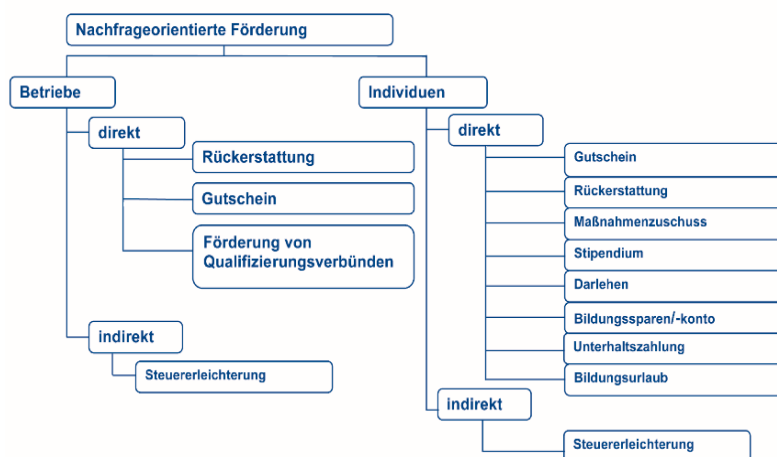 Nachfrageorientierte Förderung
Betriebe
direkt
Rückerstattung
Gutschein
Förderung von
Qualifizierungsverbünden
indirekt
Steuererleichterung
Individuen
direkt
Gutschein
Rückerstattung
Maßnahmenzuschuss
Stipendium
Darlehen
Bildungssparen/-konto
Unterhaltszahlung
Bildungsurlaub
indirekt
Steuererleichterung